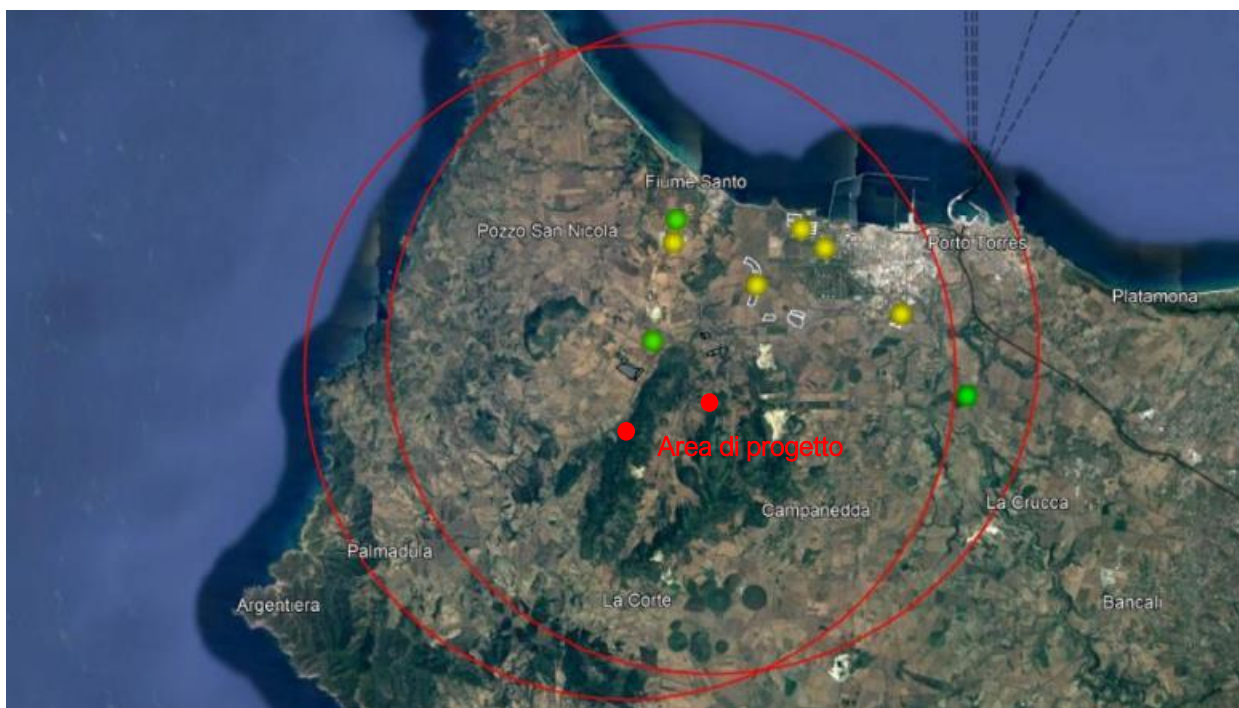 Fiume Santo
Pozzo San Nicola
Porto Torres
Platamona
Area di progetto
La Crucca
Campanedda
Palmadula
La Corte
Argentiera
Bancali